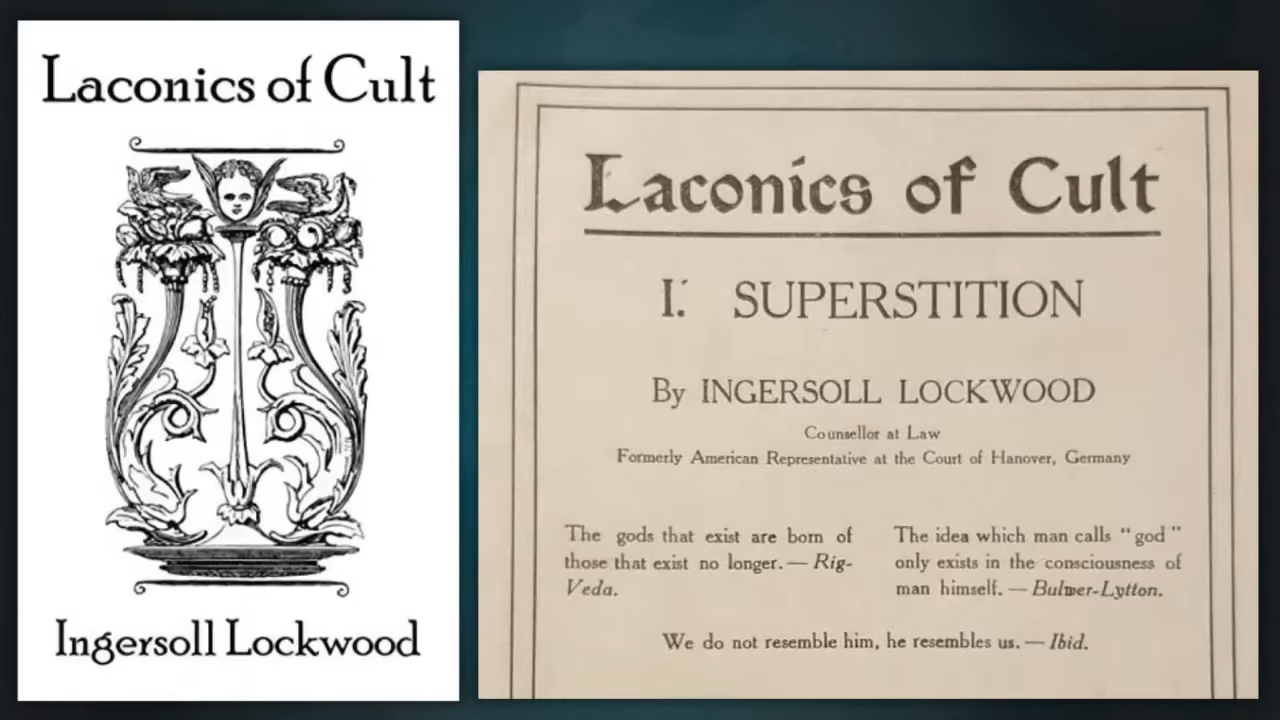 Laconics of Cult
Ingersoll Lockwood
Laconics of Cult
I. SUPERSTITION
By INGERSOLL LOCKWOOD
Counsellor at Law
Formerly American Representative at the Court of Hanover, Germany
The gods that exist are born of
those that exist no longer. — Rig-
Veda.
The idea which man calls "god"
only exists in the consciousness of
man himself. — Bulwer-Lytton.
We do not resemble him, he resembles us. — Ibid.